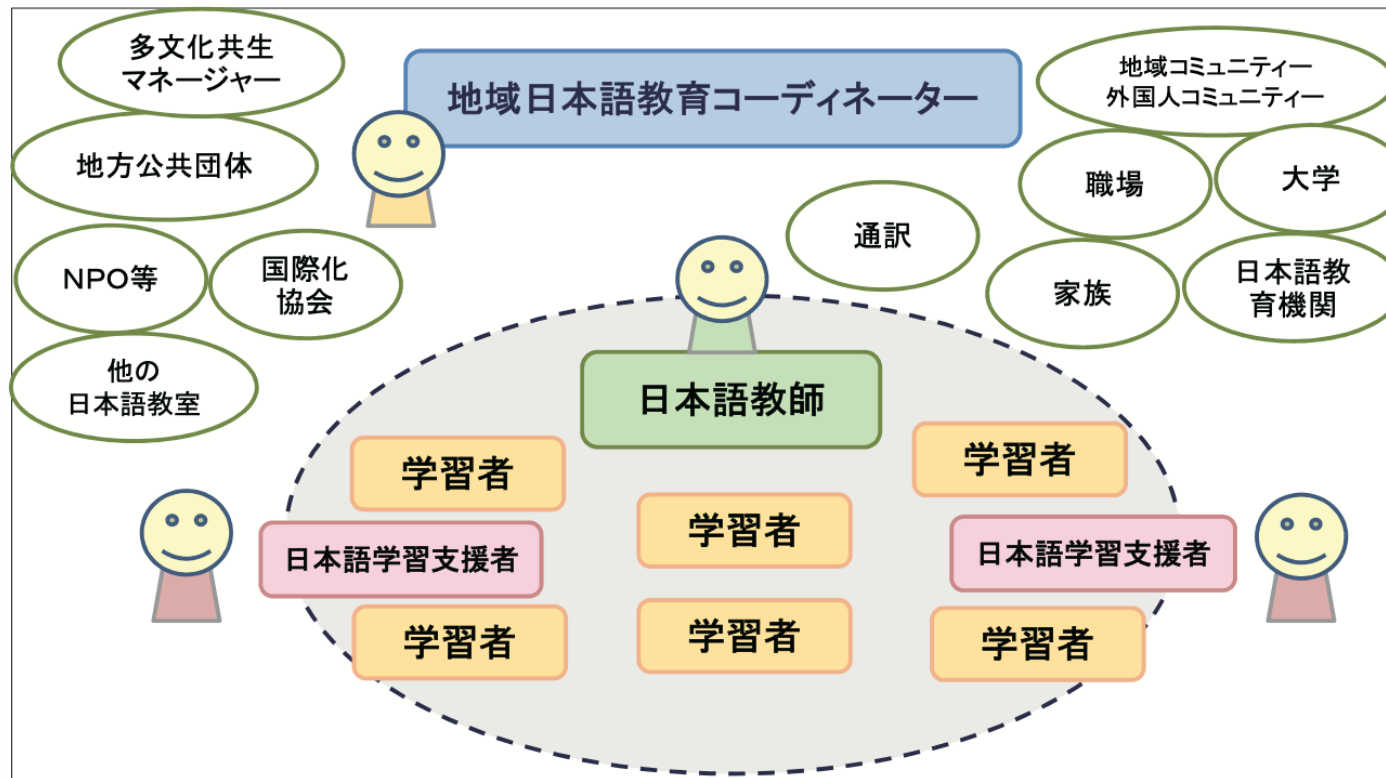 多文化共生
マネージャー
地域日本語教育コーディネーター
地域コミュニティー
外国人コミュニティー
地方公共団体
職場
大学
通訳
NPO等
国際化
協会
家族
日本語教
育機関
他の
日本語教室
日本語教師
学習者
学習者
学習者
日本語学習支援者
日本語学習支援者
学習者
学習者
学習者